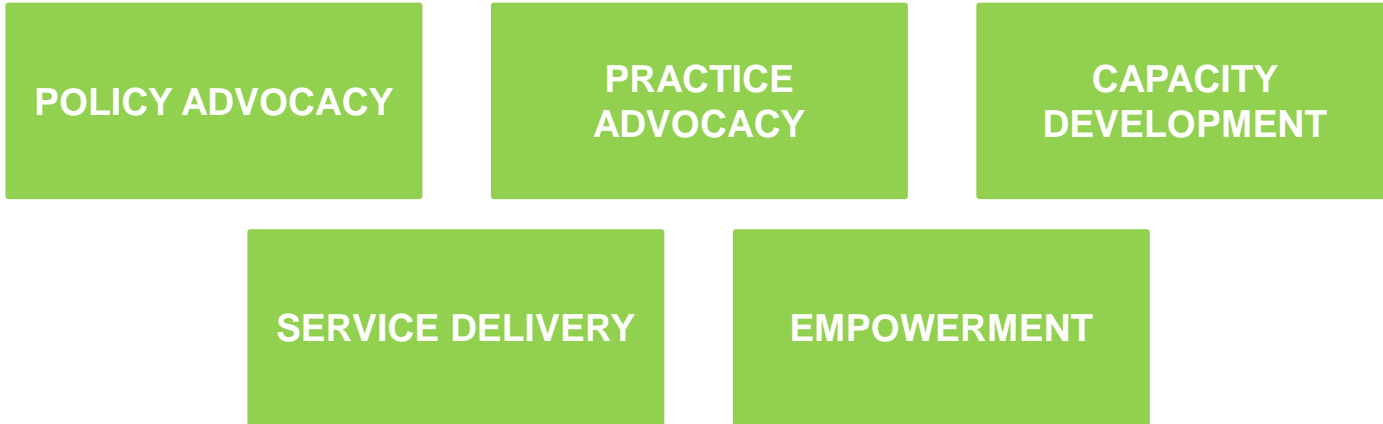 POLICY ADVOCACY
PRACTICE
ADVOCACY
CAPACITY
DEVELOPMENT
SERVICE DELIVERY
EMPOWERMENT